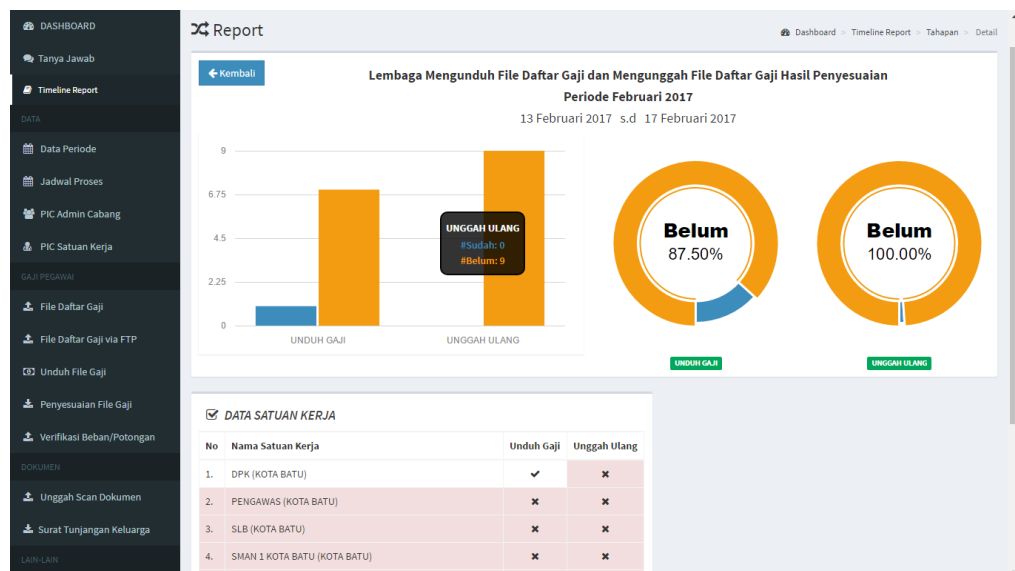 DASHBOARD
Tanya Jawab
Timeline Report
DATA
Data Periode
Jadwal Proses
PIC Admin Cabang
PIC Satuan Kerja
GAJI PEGAWAI
File Daftar Gaji
File Daftar Gaji via FTP
Unduh File Gaji
Penyesuaian File Gaji
Verifikasi Beban/Potongan
DOKUMEN
Unggah Scan Dokumen
Surat Tunjangan Keluarga
LAIN-LAIN
Report
Dashboard > Timeline Report > Tahapan > Detail
Kembali
Lembaga Mengunduh File Daftar Gaji dan Mengunggah File Daftar Gaji Hasil Penyesuaian
Periode Februari 2017
13 Februari 2017 s.d 17 Februari 2017
9
6.75
4.5
2.25
0
UNDUH GAJI
UNGGAH ULANG
UNGGAH ULANG
#Sudah: 0
#Belum: 9
Belum
87.50%
UNDUH GAJI
Belum
100.00%
UNGGAH ULANG
DATA SATUAN KERJA
No Nama Satuan Kerja Unduh Gaji Unggah Ulang
1. DPK (KOTA BATU)
2. PENGAWAS (KOTA BATU)
3. SLB (KOTA BATU)
4. SMAN 1 KOTA BATU (KOTA BATU)